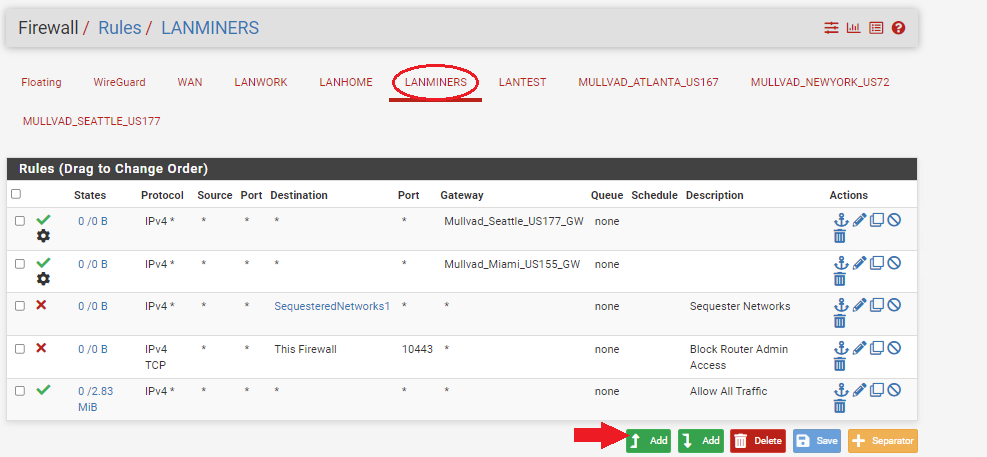 Firewall / Rules / LANMINERS
Floating WireGuard WAN LANWORK LANHOME LANMINERS LANTEST MULLVAD_ATLANTA_US167 MULLVAD_NEWYORK_US72
MULLVAD_SEATTLE_US177
Rules (Drag to Change Order)
States Protocol Source Port Destination Port Gateway Queue Schedule Description Actions
0 /0 B IPv4 * * * * * Mullvad_Seattle_US177_GW none
0 /0 B IPv4 * * * * * Mullvad_Miami_US155_GW none
0 /0 B IPv4 * * * SequesteredNetworks1 * * none Sequester Networks
0 /0 B IPv4 * * This Firewall 10443 * none Block Router Admin
TCP Access
0 /2.83 IPv4 * * * * * * none Allow All Traffic
MiB
Add Add Delete Save Separator